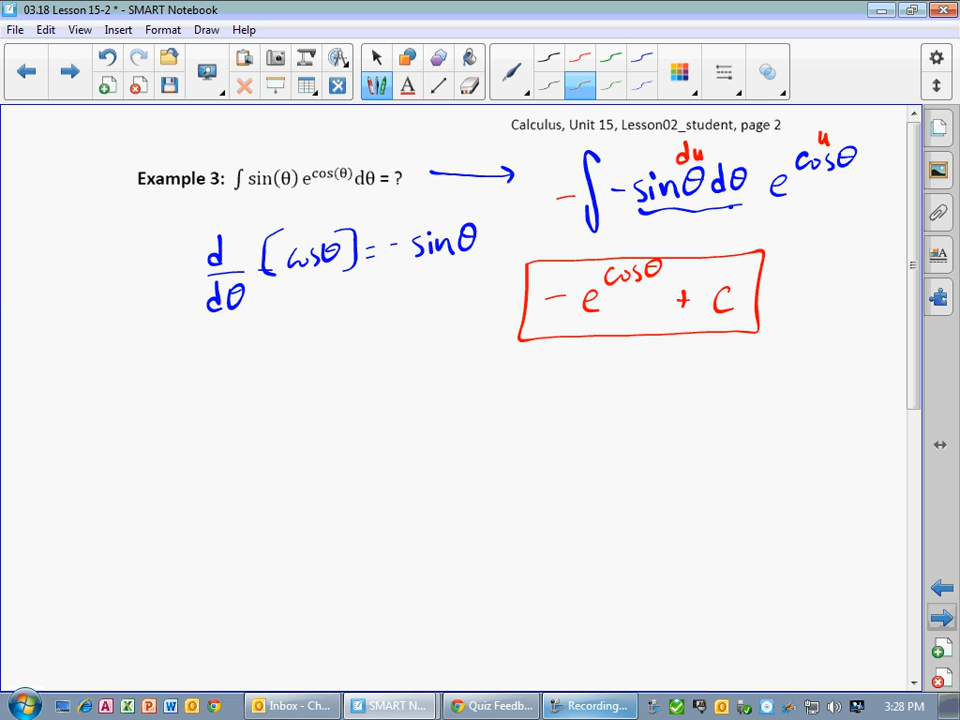 03.18 Lesson 15-2 * - SMART Notebook
File Edit View Insert Format Draw Help
Calculus, Unit 15, Lesson02_student, page 2
Example 3: ∫ sin(θ) e^cos(θ) dθ = ?
du u
- ∫ - sinθ dθ e^cosθ
d/dθ [cosθ] = - sinθ
- e^cosθ + C
Inbox - Ch... SMART N... Quiz Feedb... Recording... 3:28 PM